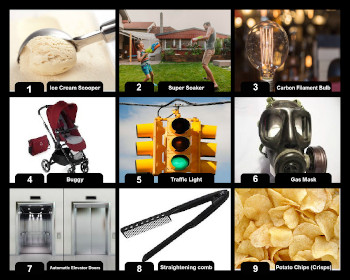 1 Ice Cream Scooper
2 Super Soaker
3 Carbon Filament Bulb
4 Buggy
5 Traffic Light
6 Gas Mask
Automatic Elevator Doors
8 Straightening comb
9 Potato Chips (Crisps)